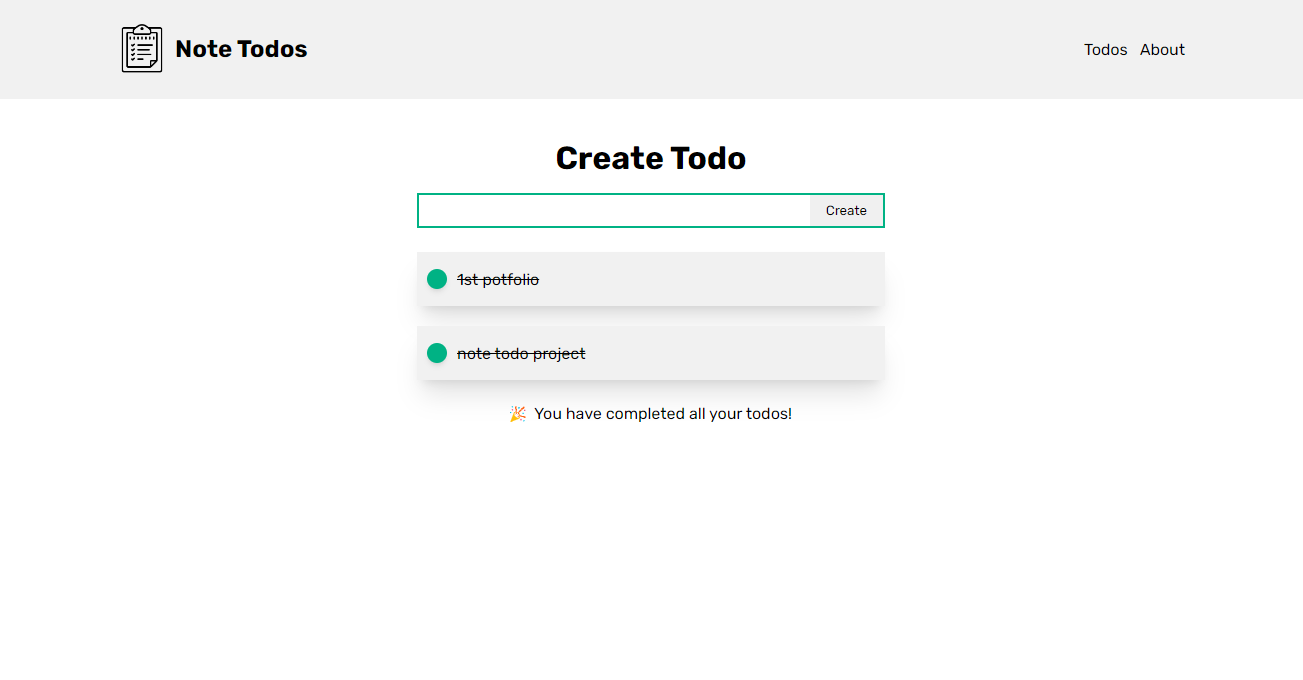 Note Todos
Todos About
Create Todo
Create
1st potfolio
note todo project
🎉 You have completed all your todos!